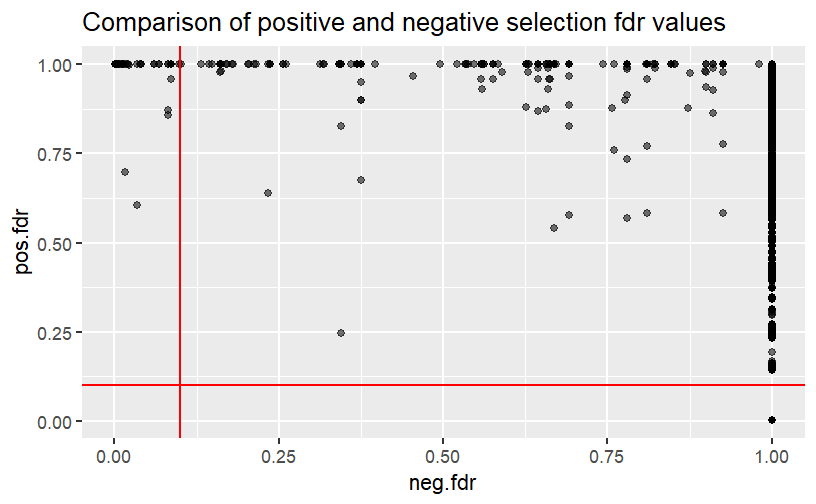 Comparison of positive and negative selection fdr values
1.00
0.75
0.50
0.25
0.00
pos.fdr
0.00 0.25 0.50 0.75 1.00
neg.fdr